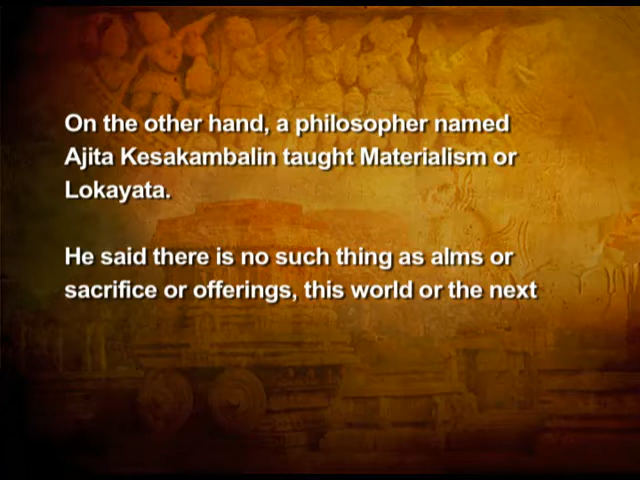 On the other hand, a philosopher named
Ajita Kesakambalin taught Materialism or
Lokayata.
He said there is no such thing as alms or
sacrifice or offerings, this world or the next